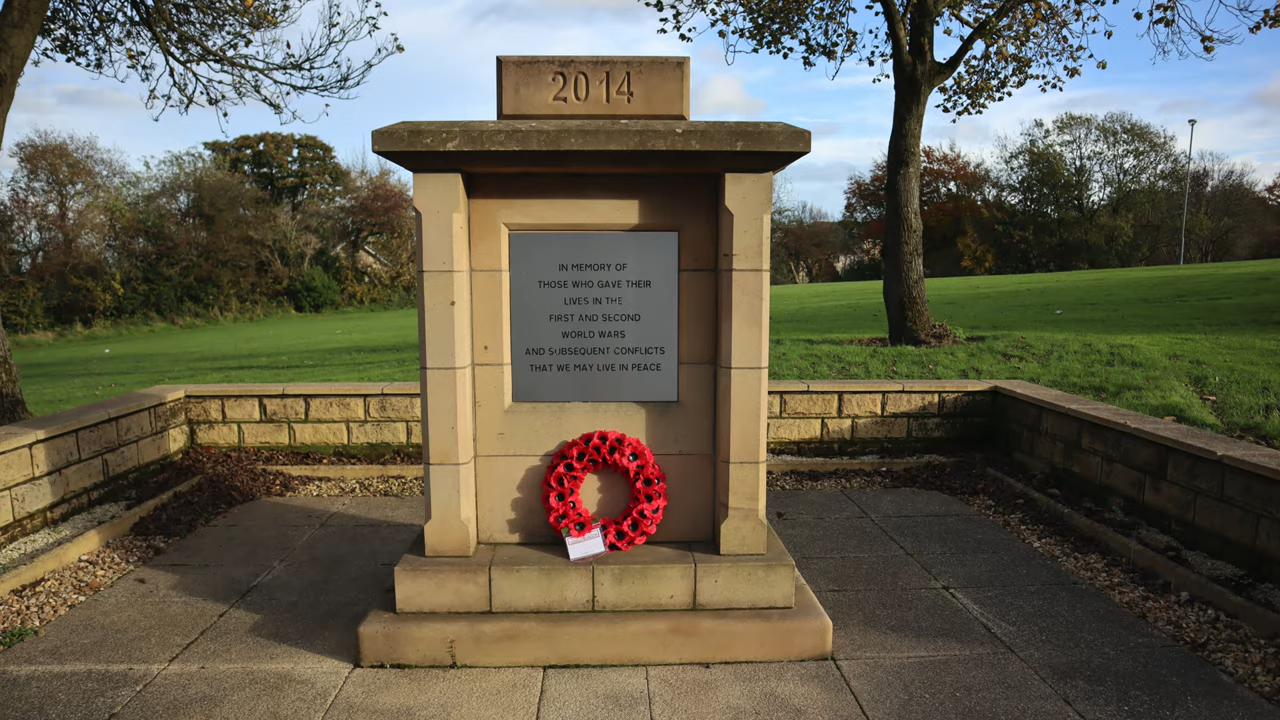 2014
IN MEMORY OF
THOSE WHO GAVE THEIR
LIVES IN THE
FIRST AND SECOND
WORLD WARS
AND SUBSEQUENT CONFLICTS
THAT WE MAY LIVE IN PEACE